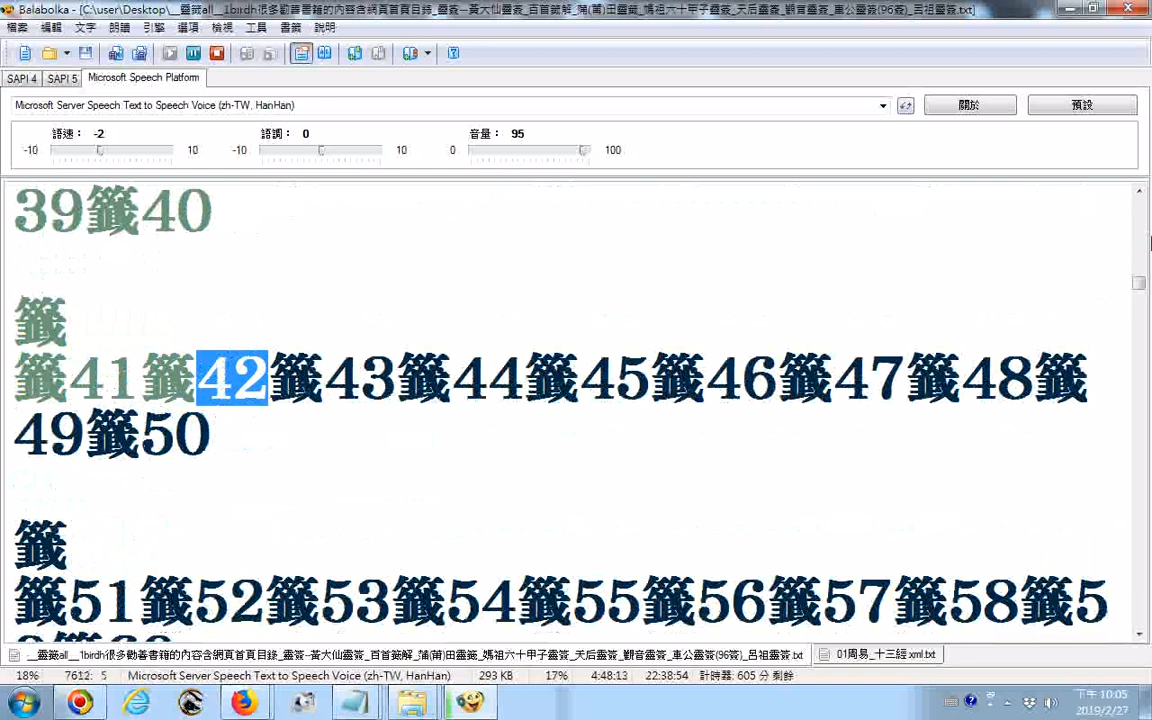 Balabolka - [C:\user\Desktop\__靈籤all__1birdh很多勸善書籍的內容含網頁首頁目錄_靈簽--黃大仙靈簽_百首籤解_蒲(莆)田靈籤_媽祖六十甲子靈簽_天后靈簽_觀音靈簽_車公靈簽(96簽)_呂祖靈簽.txt]
檔案 編輯 文字 朗讀 引擎 選項 檢視 工具 書籤 說明
SAPI 4 SAPI 5 Microsoft Speech Platform
Microsoft Server Speech Text to Speech Voice (zh-TW, HanHan) 關於 預設
語速： -2 語調： 0 音量： 95
-10 10 -10 10 0 100
39籤40
籤
籤41籤42籤43籤44籤45籤46籤47籤48籤
49籤50
籤
籤51籤52籤53籤54籤55籤56籤57籤58籤5
9籤60
__靈籤all__1birdh很多勸善書籍的內容含網頁首頁目錄_靈簽--黃大仙靈簽_百首籤解_蒲(莆)田靈籤_媽祖六十甲子靈簽_天后靈簽_觀音靈簽_車公靈簽(96簽)_呂祖靈簽.txt 01周易_十三經xml.txt
18% 7612: 5 Microsoft Server Speech Text to Speech Voice (zh-TW, HanHan) 293 KB 17% 4:48:13 22:38:54 計時器: 605 分 剩餘
下午 10:05
2019/2/27